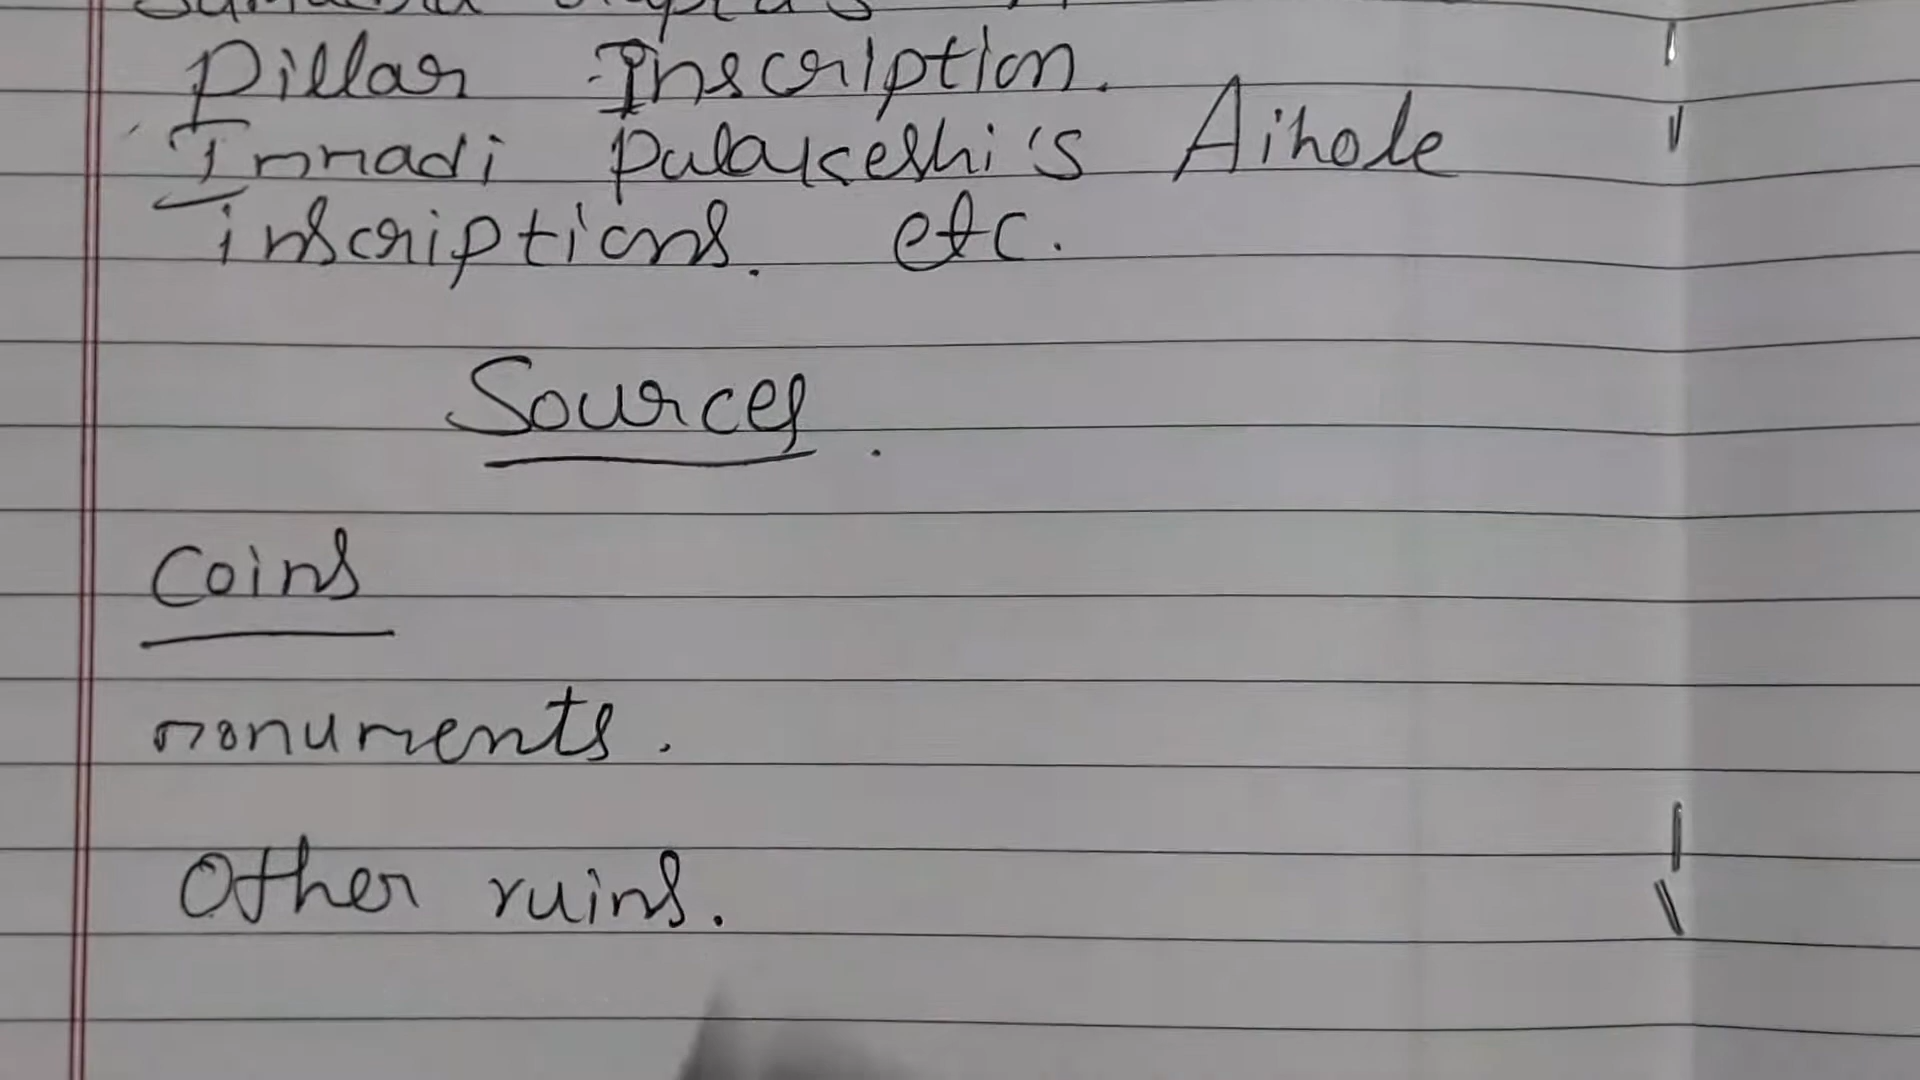 Pillar Inscription.
Immadi Pulakeshi's Aihole
inscriptions. etc.
Sources.
Coins
monuments.
Other ruins.